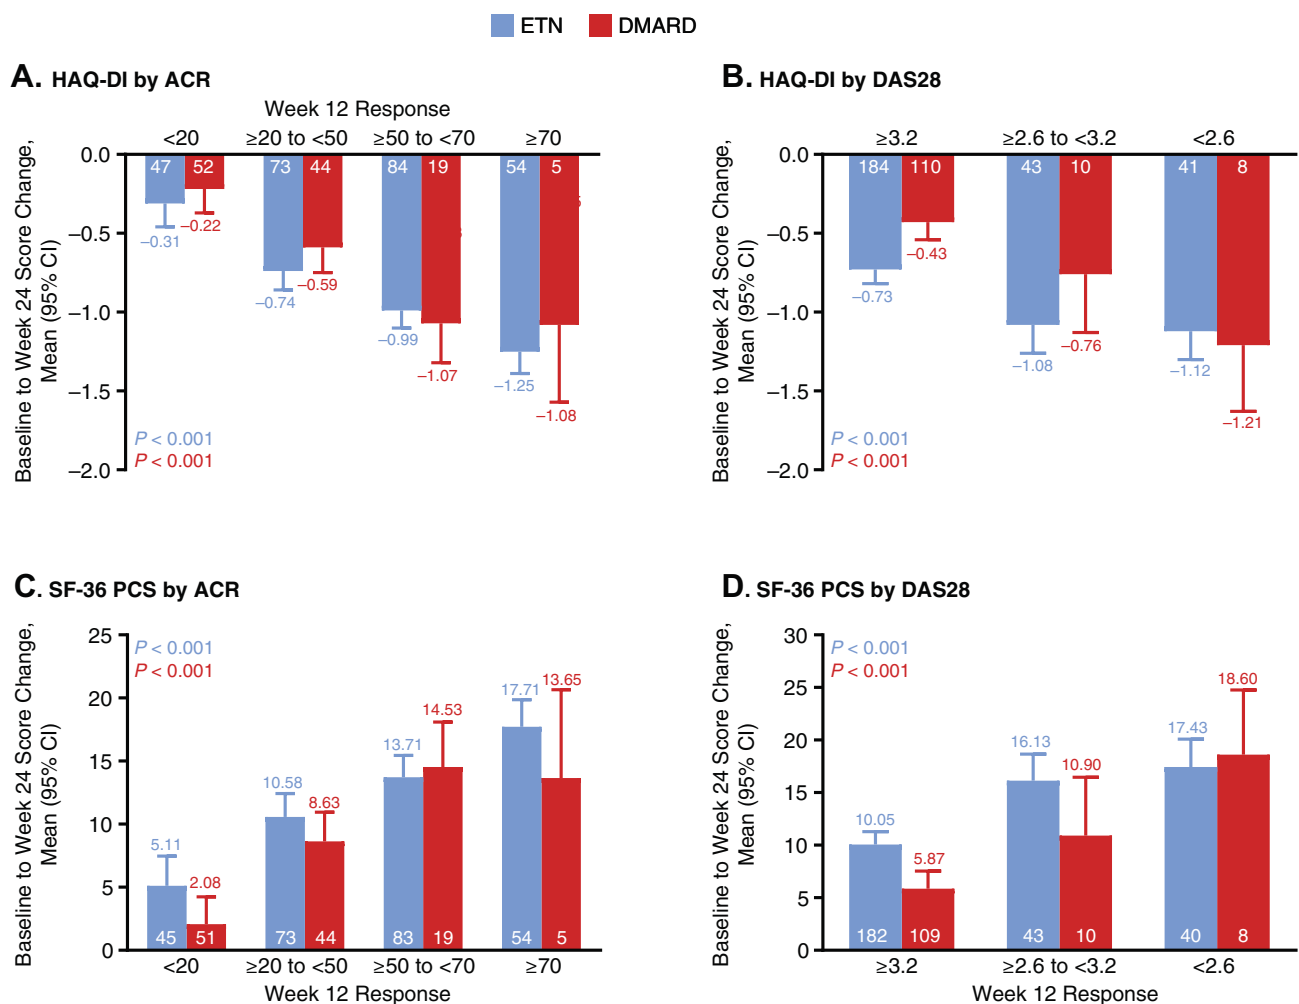 ETN DMARD
A. HAQ-DI by ACR
Week 12 Response
<20 ≥20 to <50 ≥50 to <70 ≥70
Baseline to Week 24 Score Change,
Mean (95% CI)
0.0
–0.5
–1.0
–1.5
–2.0
47 52 73 44 84 19 54 5
–0.31 –0.22 –0.74 –0.59 –0.99 –1.07 –1.25 –1.08
P < 0.001
P < 0.001
B. HAQ-DI by DAS28
≥3.2 ≥2.6 to <3.2 <2.6
Baseline to Week 24 Score Change,
Mean (95% CI)
0.0
–0.5
–1.0
–1.5
–2.0
184 110 43 10 41 8
–0.73 –0.43 –1.08 –0.76 –1.12 –1.21
P < 0.001
P < 0.001
C. SF-36 PCS by ACR
Baseline to Week 24 Score Change,
Mean (95% CI)
25
20
15
10
5
0
P < 0.001
P < 0.001
5.11 2.08 10.58 8.63 13.71 14.53 17.71 13.65
45 51 73 44 83 19 54 5
<20 ≥20 to <50 ≥50 to <70 ≥70
Week 12 Response
D. SF-36 PCS by DAS28
Baseline to Week 24 Score Change,
Mean (95% CI)
30
25
20
15
10
5
0
P < 0.001
P < 0.001
10.05 5.87 16.13 10.90 17.43 18.60
182 109 43 10 40 8
≥3.2 ≥2.6 to <3.2 <2.6
Week 12 Response